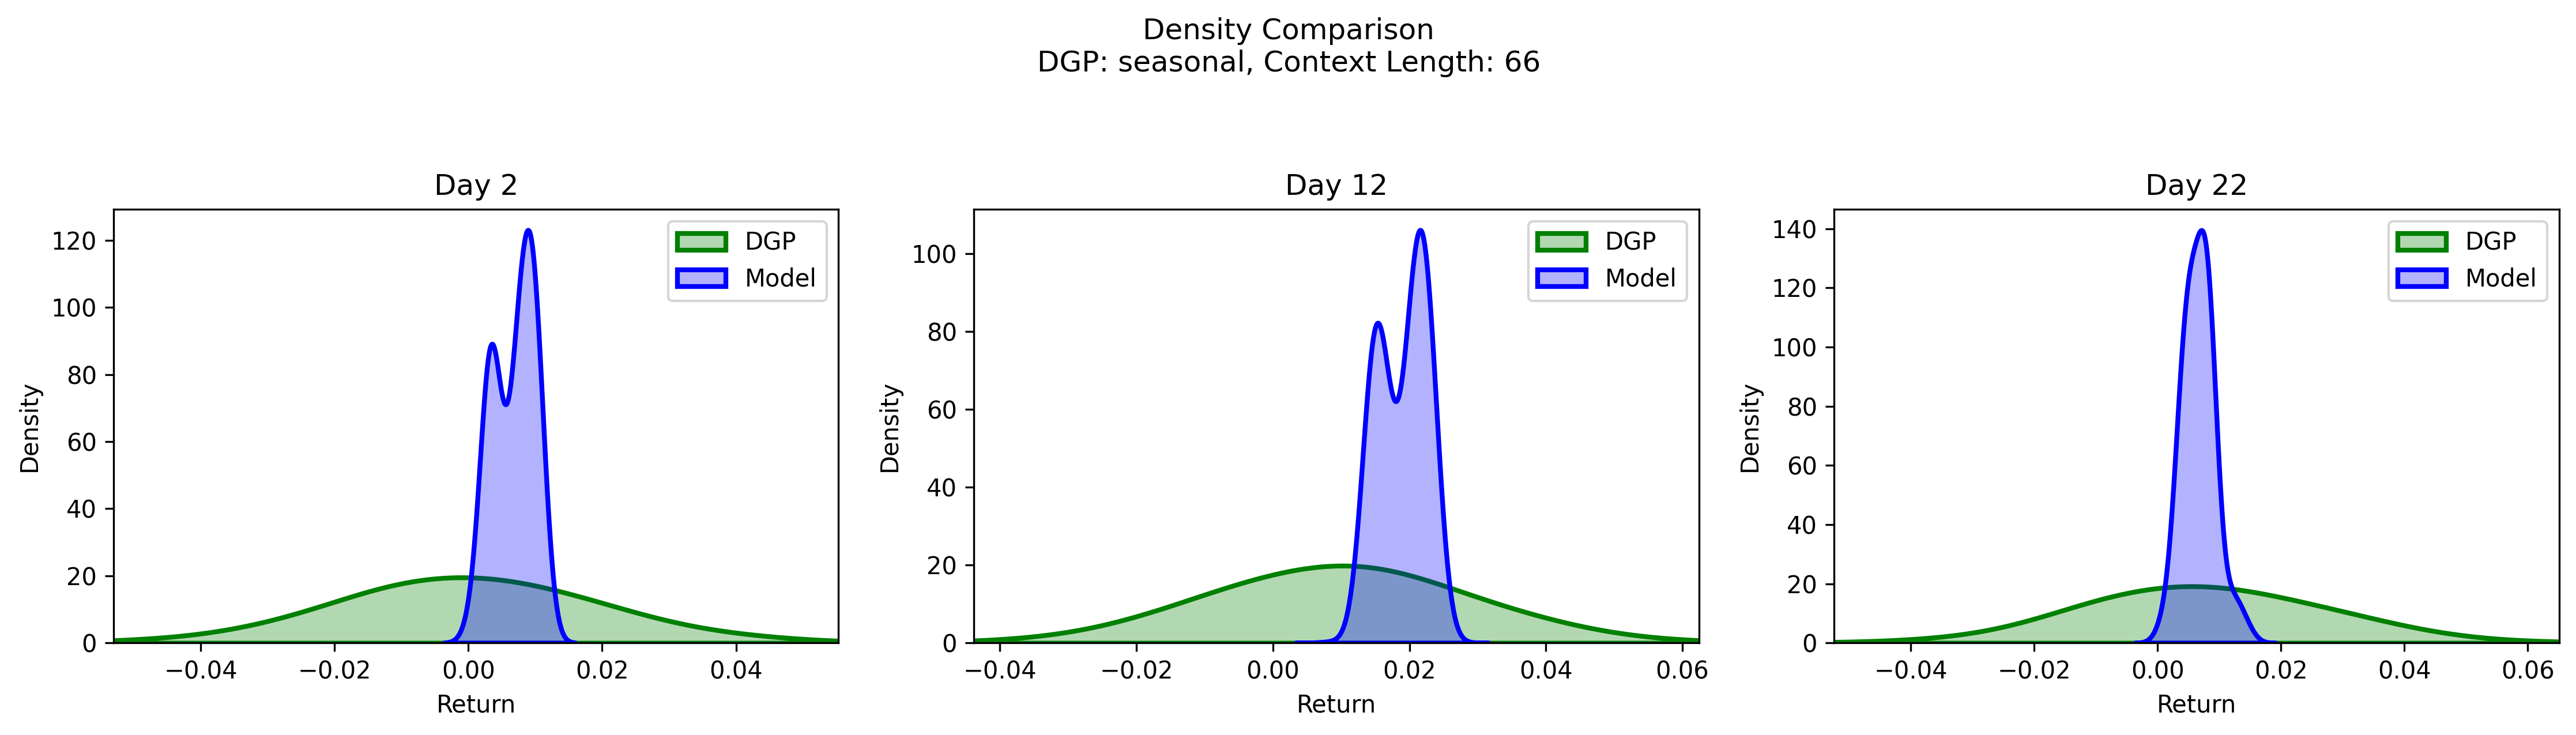 Density Comparison
DGP: seasonal, Context Length: 66
Day 2
Density
120
100
80
60
40
20
0
−0.04
−0.02
0.00
0.02
0.04
Return
DGP
Model
Day 12
Density
100
80
60
40
20
0
−0.04
−0.02
0.00
0.02
0.04
0.06
Return
DGP
Model
Day 22
Density
140
120
100
80
60
40
20
0
−0.04
−0.02
0.00
0.02
0.04
0.06
Return
DGP
Model